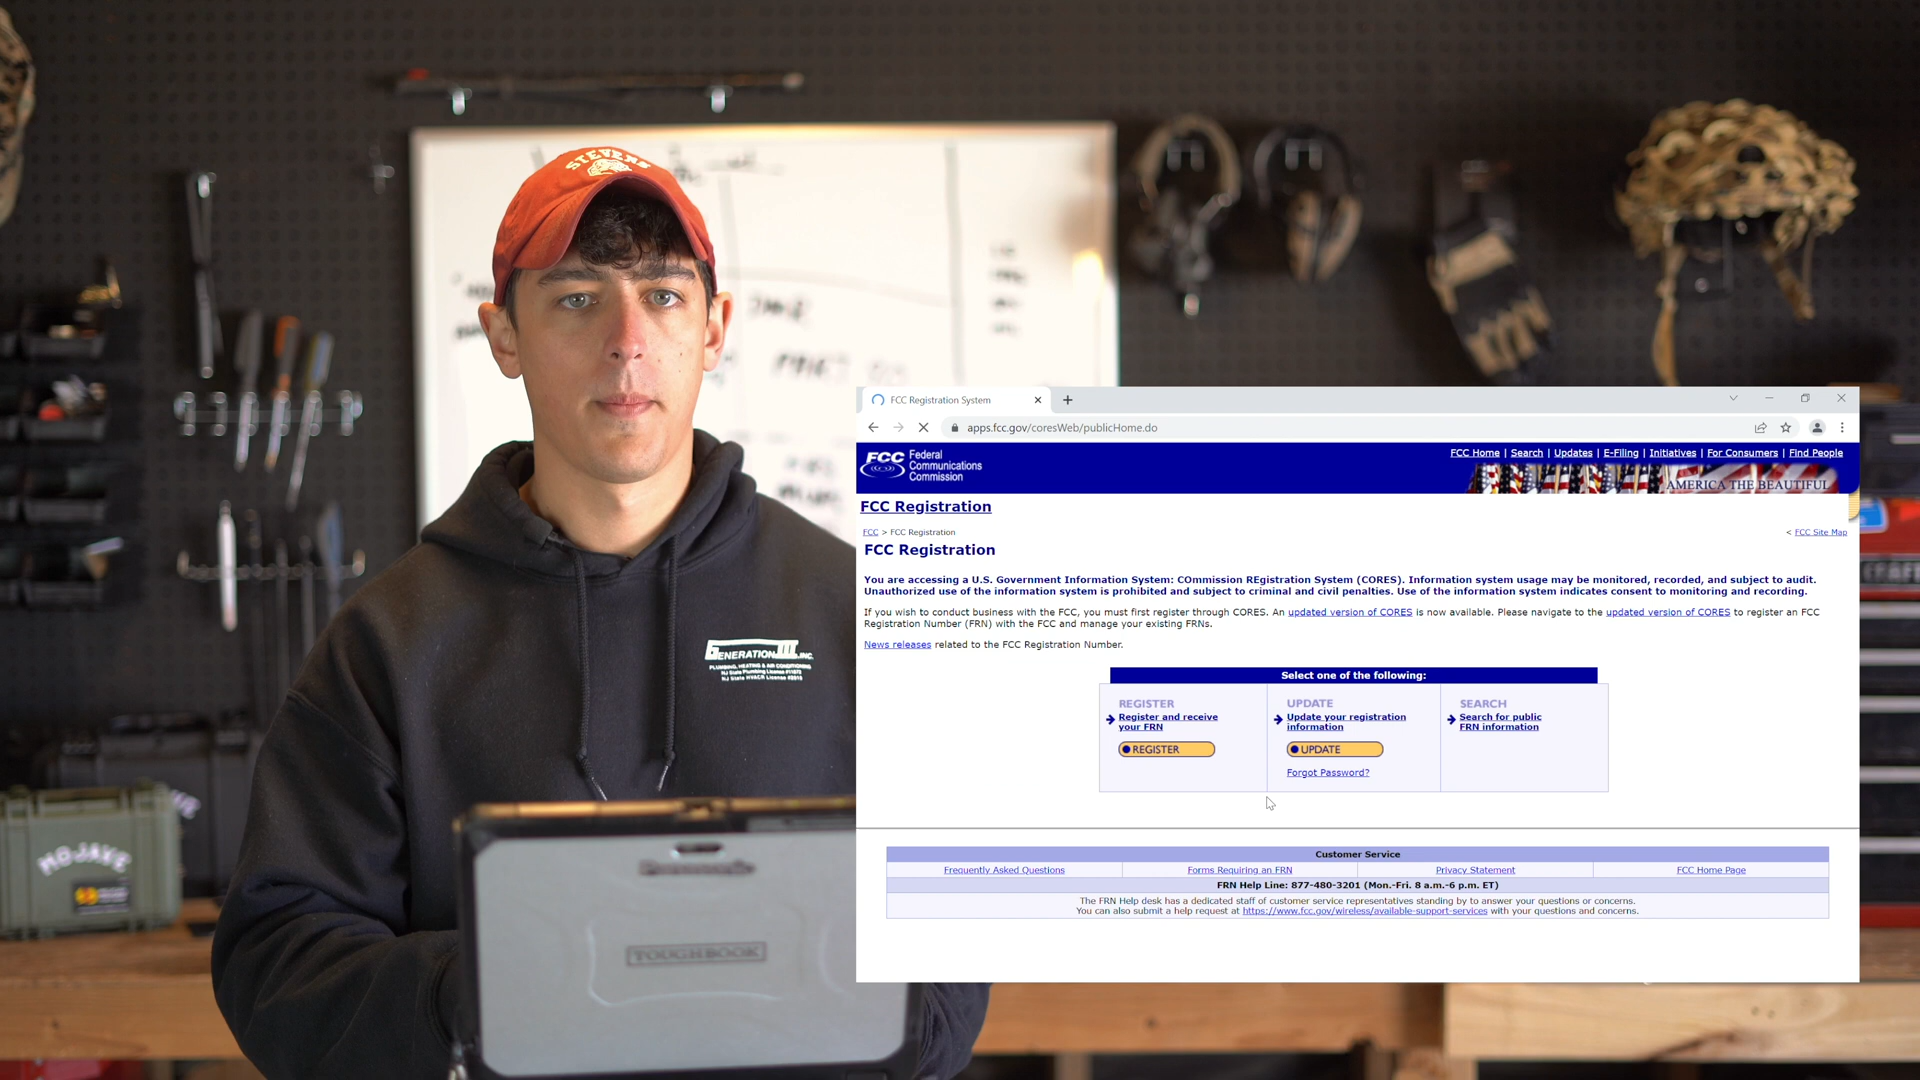 STEVENS
DMR
GENERATION III, INC.
PLUMBING, HEATING & AIR CONDITIONING
MOJAVE
TOUGHBOOK
FCC Registration System
apps.fcc.gov/coresWeb/publicHome.do
FCC Federal Communications Commission
FCC Home | Search | Updates | E-Filing | Initiatives | For Consumers | Find People
AMERICA THE BEAUTIFUL
FCC Registration
FCC > FCC Registration
< FCC Site Map
FCC Registration
You are accessing a U.S. Government Information System: COmmission REgistration System (CORES). Information system usage may be monitored, recorded, and subject to audit.
Unauthorized use of the information system is prohibited and subject to criminal and civil penalties. Use of the information system indicates consent to monitoring and recording.
If you wish to conduct business with the FCC, you must first register through CORES. An updated version of CORES is now available. Please navigate to the updated version of CORES to register an FCC
Registration Number (FRN) with the FCC and manage your existing FRNs.
News releases related to the FCC Registration Number.
Select one of the following:
REGISTER
Register and receive
your FRN
REGISTER
UPDATE
Update your registration
information
UPDATE
Forgot Password?
SEARCH
Search for public
FRN information
Customer Service
Frequently Asked Questions
Forms Requiring an FRN
Privacy Statement
FCC Home Page
FRN Help Line: 877-480-3201 (Mon.-Fri. 8 a.m.-6 p.m. ET)
The FRN Help desk has a dedicated staff of customer service representatives standing by to answer your questions or concerns.
You can also submit a help request at https://www.fcc.gov/wireless/available-support-services with your questions and concerns.